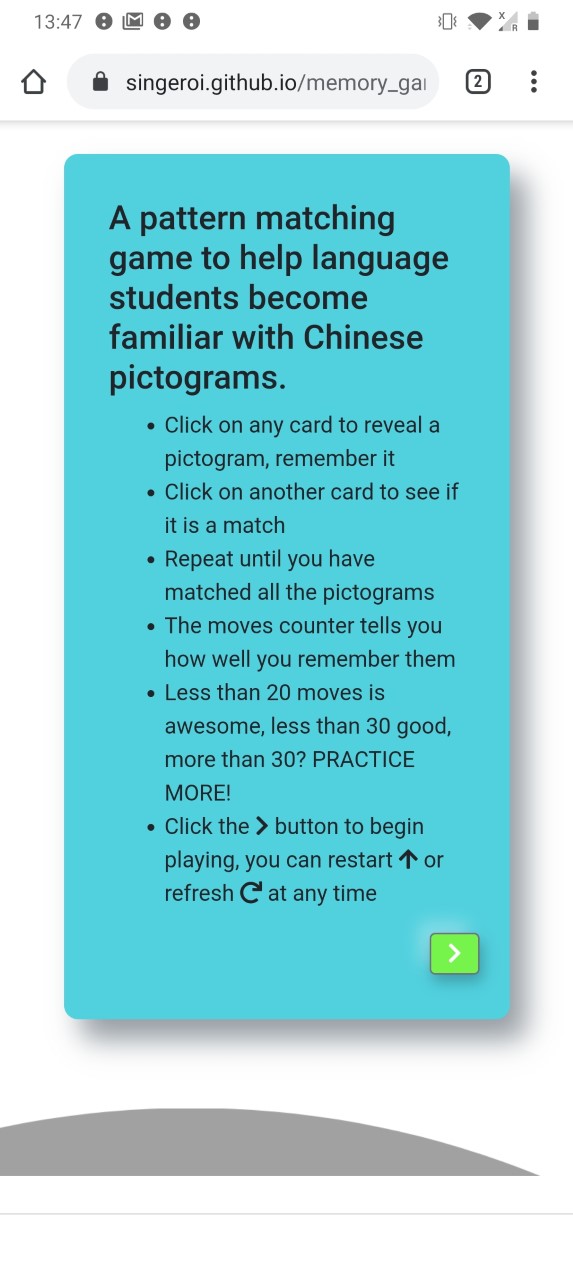 13:47
2
singeroi.github.io/memory_gar
A pattern matching
game to help language
students become
familiar with Chinese
pictograms.
• Click on any card to reveal a
pictogram, remember it
• Click on another card to see if
it is a match
• Repeat until you have
matched all the pictograms
• The moves counter tells you
how well you remember them
• Less than 20 moves is
awesome, less than 30 good,
more than 30? PRACTICE
MORE!
• Click the > button to begin
playing, you can restart ↑ or
refresh ↻ at any time